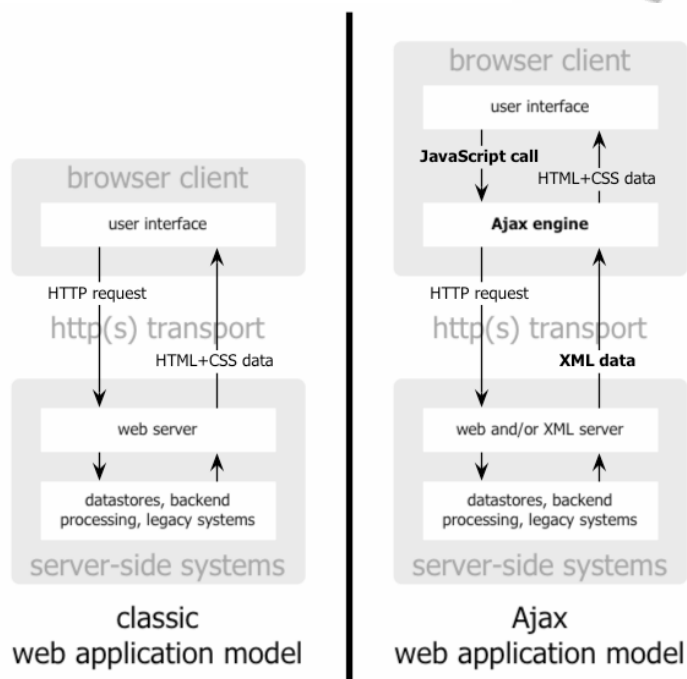 browser client
user interface
HTTP request
http(s) transport
HTML+CSS data
web server
datastores, backend
processing, legacy systems
server-side systems
classic
web application model
browser client
user interface
JavaScript call
HTML+CSS data
Ajax engine
HTTP request
http(s) transport
XML data
web and/or XML server
datastores, backend
processing, legacy systems
server-side systems
Ajax
web application model